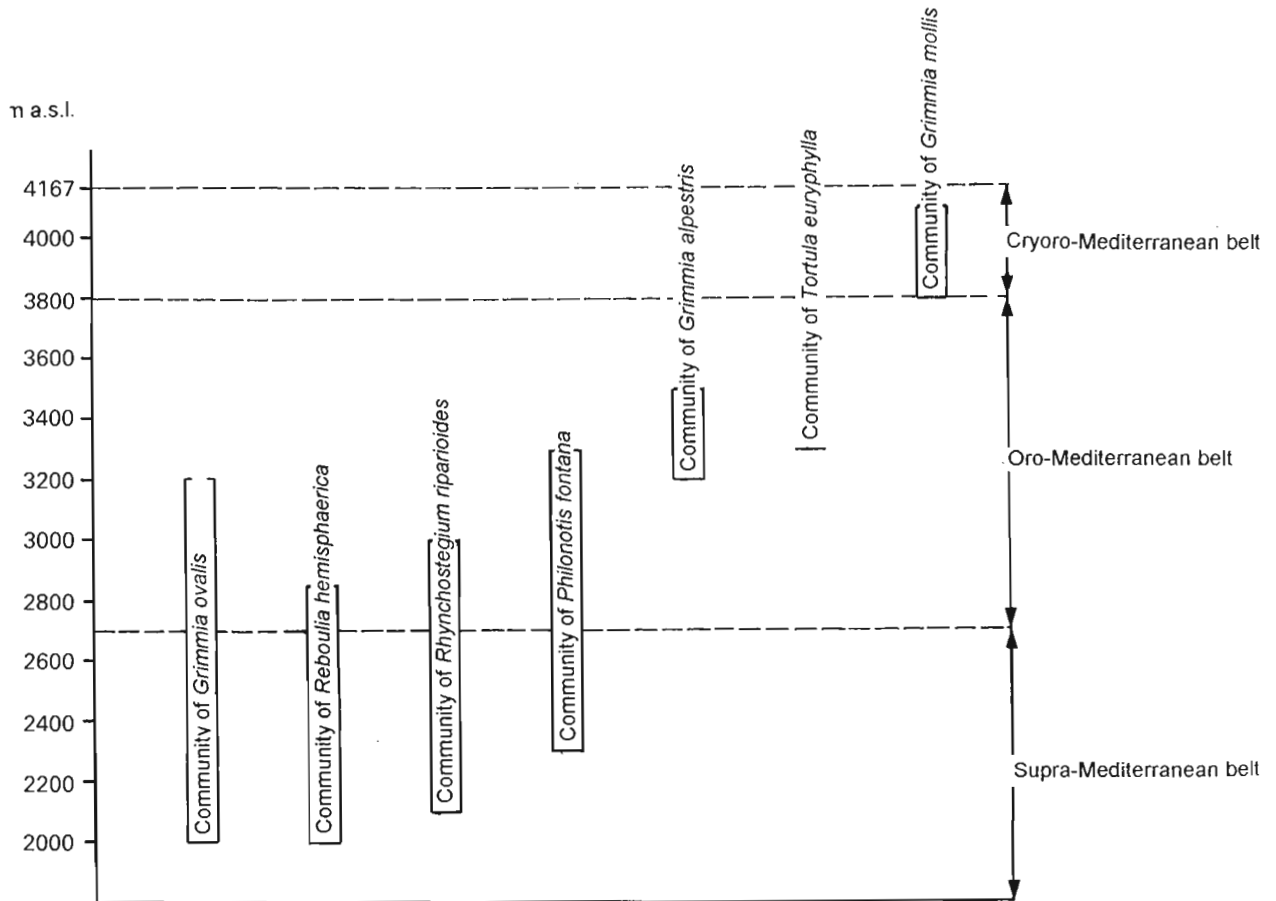 m a.s.l.
4167
4000
3800
3600
3400
3200
3000
2800
2600
2400
2200
2000
Community of Grimmia ovalis
Community of Reboulia hemisphaerica
Community of Rhynchostegium riparioides
Community of Philonotis fontana
Community of Grimmia alpestris
Community of Tortula euryphylla
Community of Grimmia mollis
Cryoro-Mediterranean belt
Oro-Mediterranean belt
Supra-Mediterranean belt